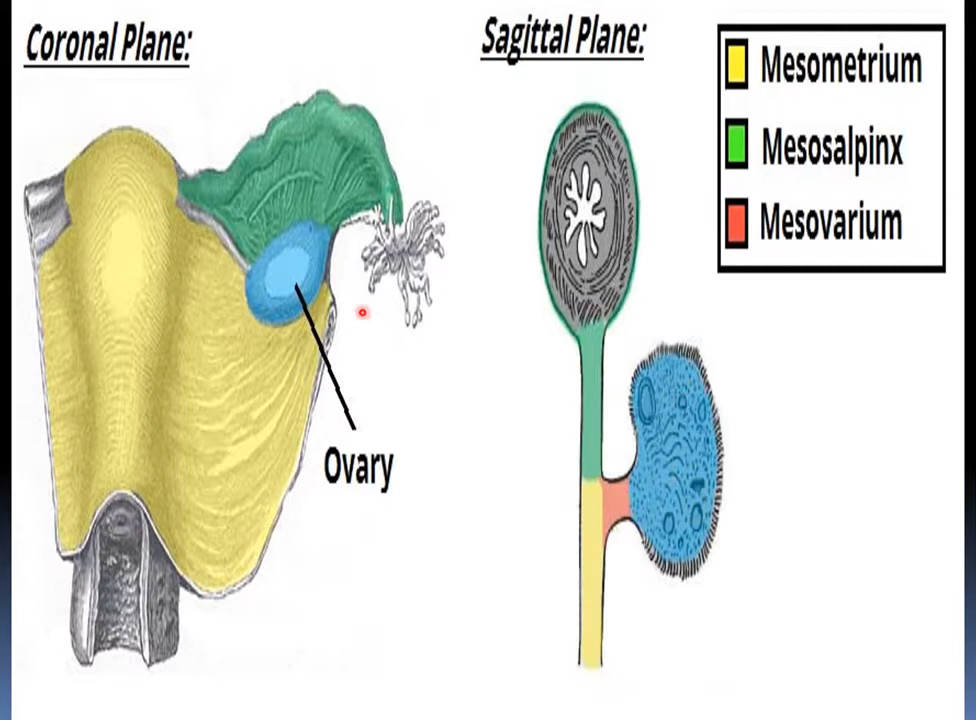 Coronal Plane:
Sagittal Plane:
Mesometrium
Mesosalpinx
Mesovarium
Ovary